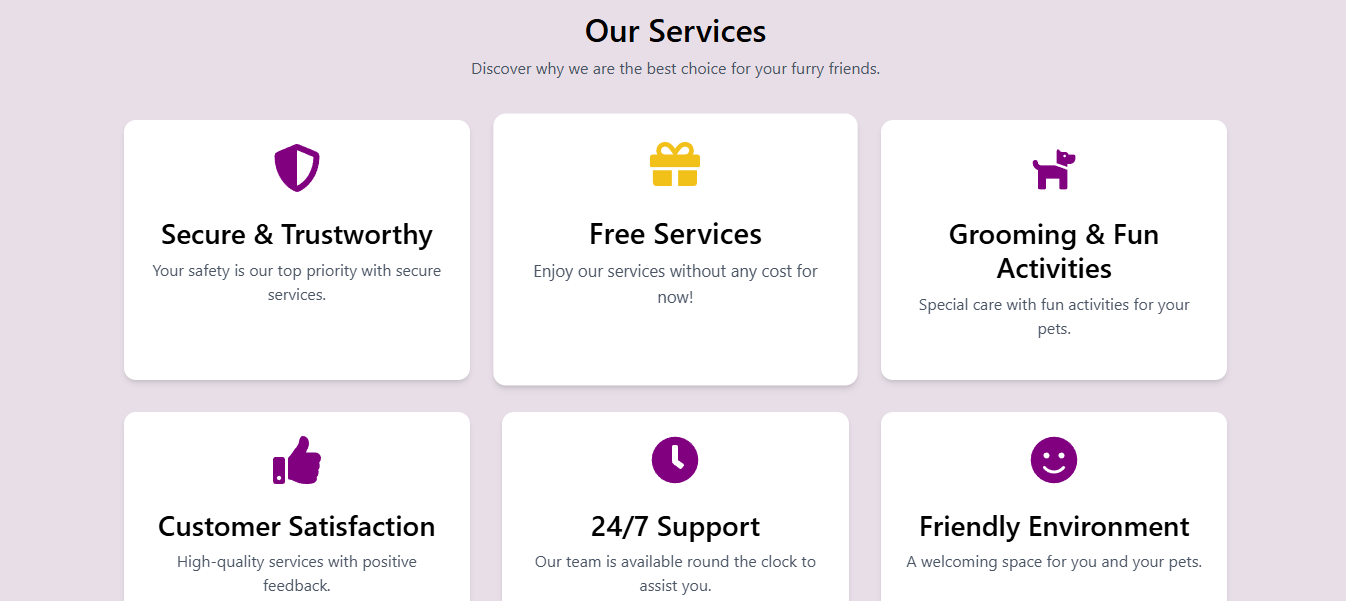 Our Services
Discover why we are the best choice for your furry friends.
Secure & Trustworthy
Your safety is our top priority with secure
services.
Free Services
Enjoy our services without any cost for
now!
Grooming & Fun
Activities
Special care with fun activities for your
pets.
Customer Satisfaction
High-quality services with positive
feedback.
24/7 Support
Our team is available round the clock to
assist you.
Friendly Environment
A welcoming space for you and your pets.